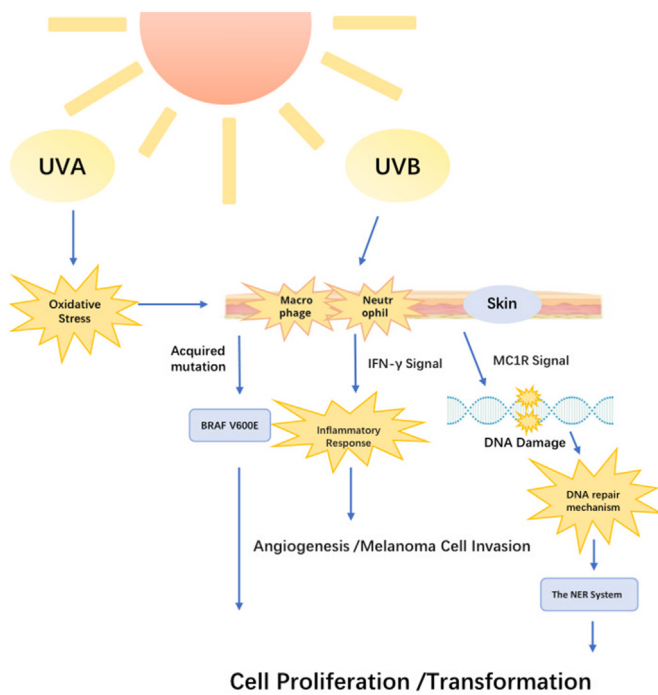 UVA
UVB
Oxidative
Stress
Macro
phage
Neutr
ophil
Skin
Acquired
mutation
IFN-γ Signal
MC1R Signal
BRAF V600E
Inflammatory
Response
DNA Damage
DNA repair
mechanism
Angiogenesis /Melanoma Cell Invasion
The NER System
Cell Proliferation /Transformation